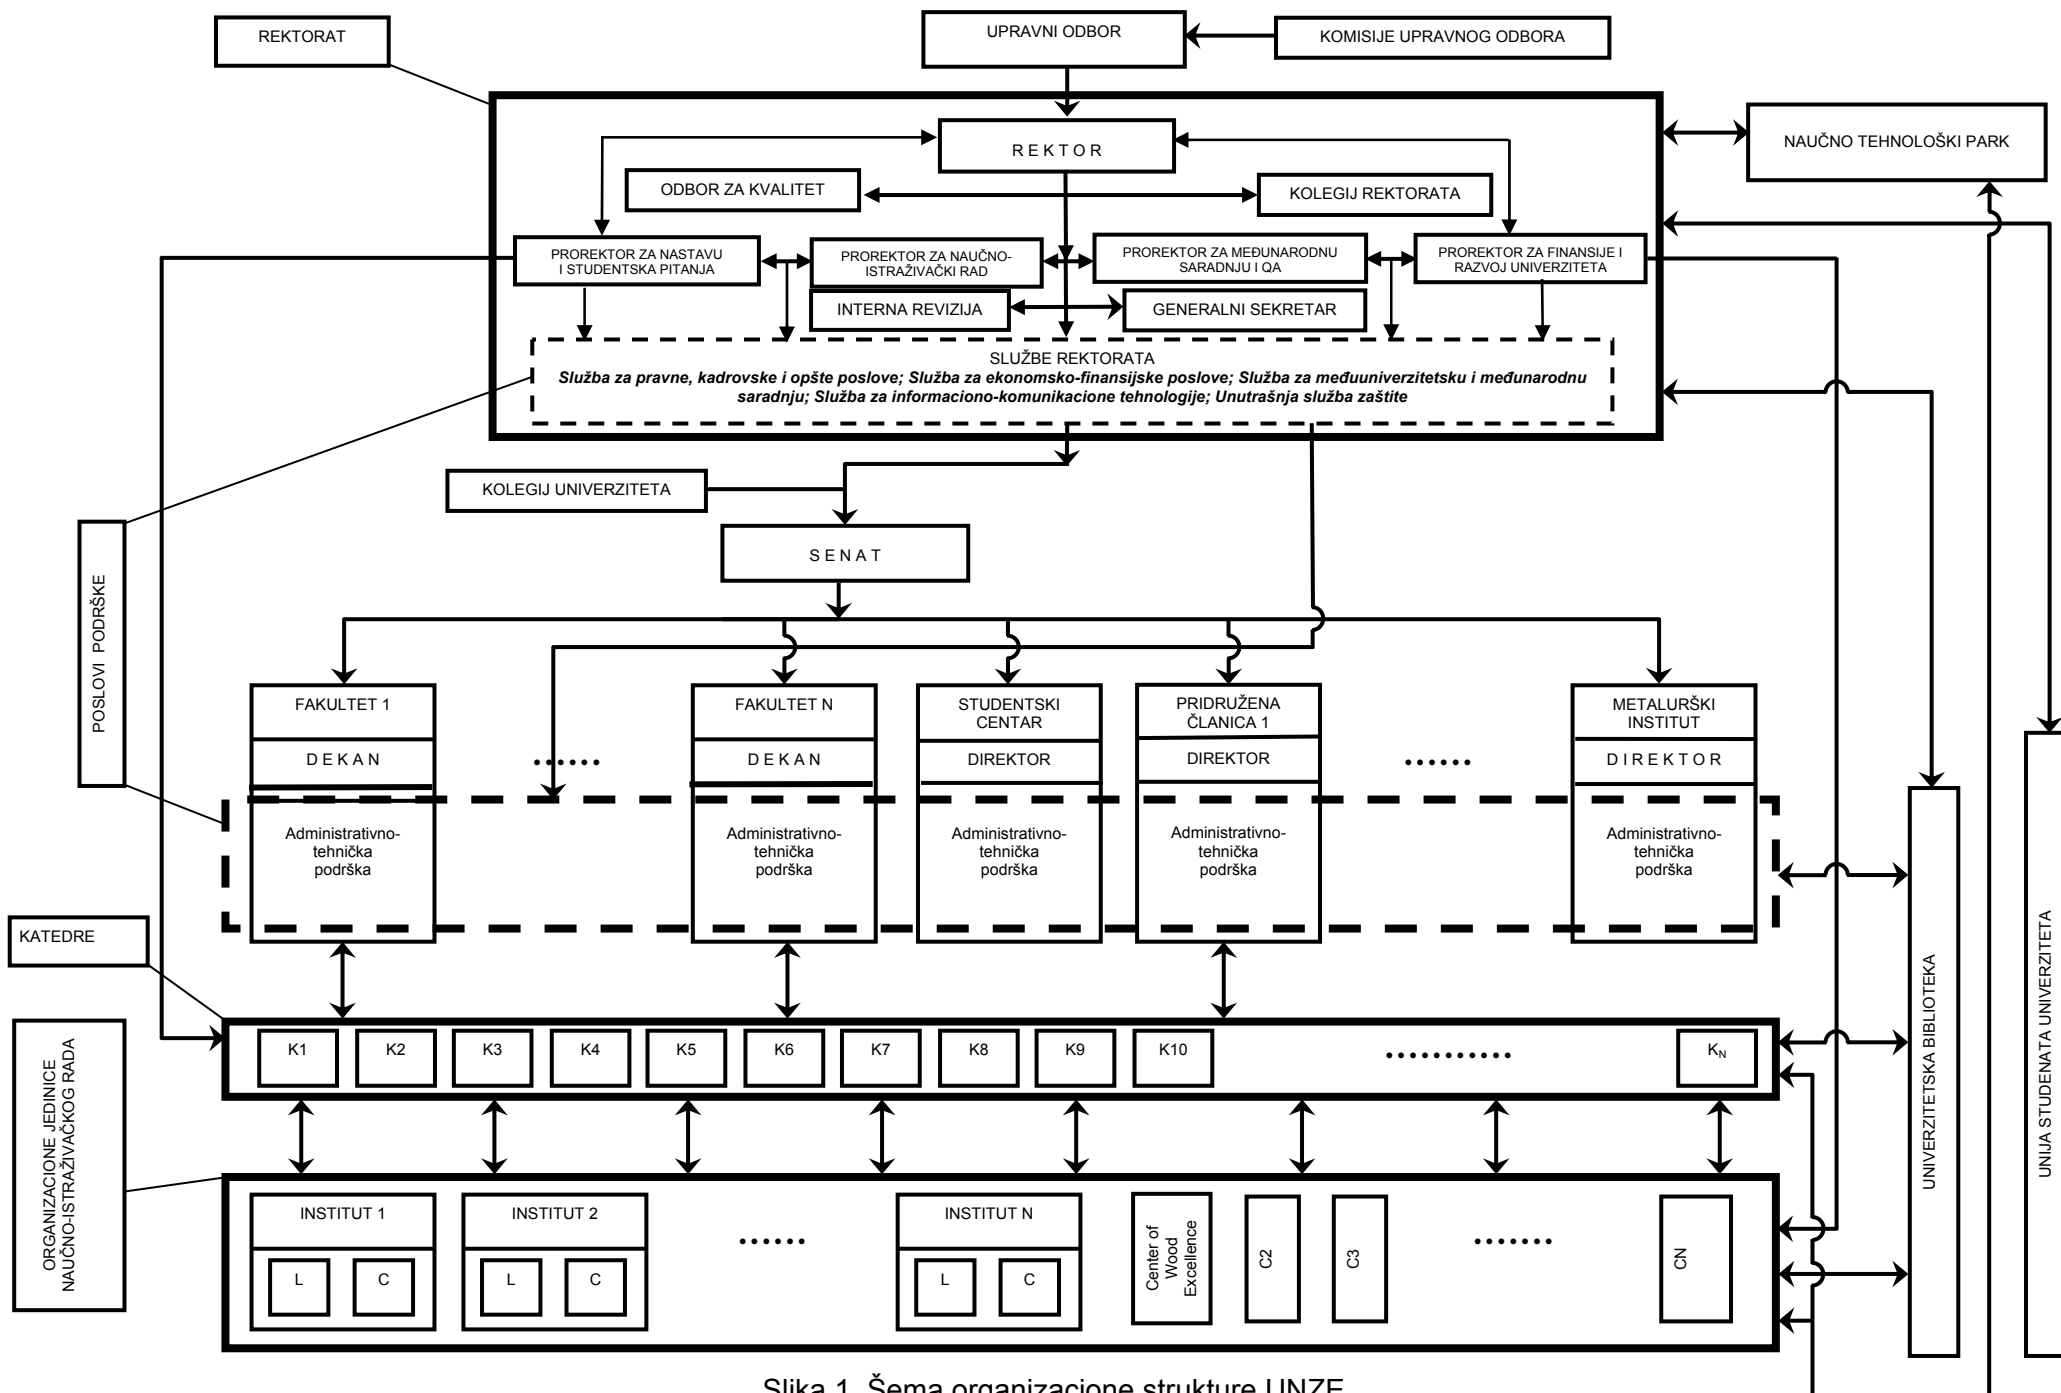 REKTORAT
UPRAVNI ODBOR
KOMISIJE UPRAVNOG ODBORA
R E K T O R
NAUČNO TEHNOLOŠKI PARK
ODBOR ZA KVALITET
KOLEGIJ REKTORATA
PROREKTOR ZA NASTAVU
I STUDENTSKA PITANJA
PROREKTOR ZA NAUČNO-
ISTRAŽIVAČKI RAD
PROREKTOR ZA MEĐUNARODNU
SARADNJU I QA
PROREKTOR ZA FINANSIJE I
RAZVOJ UNIVERZITETA
INTERNA REVIZIJA
GENERALNI SEKRETAR
SLUŽBE REKTORATA
Služba za pravne, kadrovske i opšte poslove; Služba za ekonomsko-finansijske poslove; Služba za međuuniverzitetsku i međunarodnu
saradnju; Služba za informaciono-komunikacione tehnologije; Unutrašnja služba zaštite
KOLEGIJ UNIVERZITETA
S E N A T
POSLOVI PODRŠKE
FAKULTET 1
D E K A N
Administrativno-
tehnička
podrška
......
FAKULTET N
D E K A N
Administrativno-
tehnička
podrška
STUDENTSKI
CENTAR
DIREKTOR
Administrativno-
tehnička
podrška
PRIDRUŽENA
ČLANICA 1
DIREKTOR
Administrativno-
tehnička
podrška
......
METALURŠKI
INSTITUT
D I R E K T O R
Administrativno-
tehnička
podrška
KATEDRE
K1
K2
K3
K4
K5
K6
K7
K8
K9
K10
...........
KN
ORGANIZACIONE JEDINICE
NAUČNO-ISTRAŽIVAČKOG RADA
INSTITUT 1
L
C
INSTITUT 2
L
C
......
INSTITUT N
L
C
Center of
Wood
Excellence
C2
C3
.......
CN
UNIVERZITETSKA BIBLIOTEKA
UNIJA STUDENATA UNIVERZITETA
Slika 1. Šema organizacione strukture UNZE